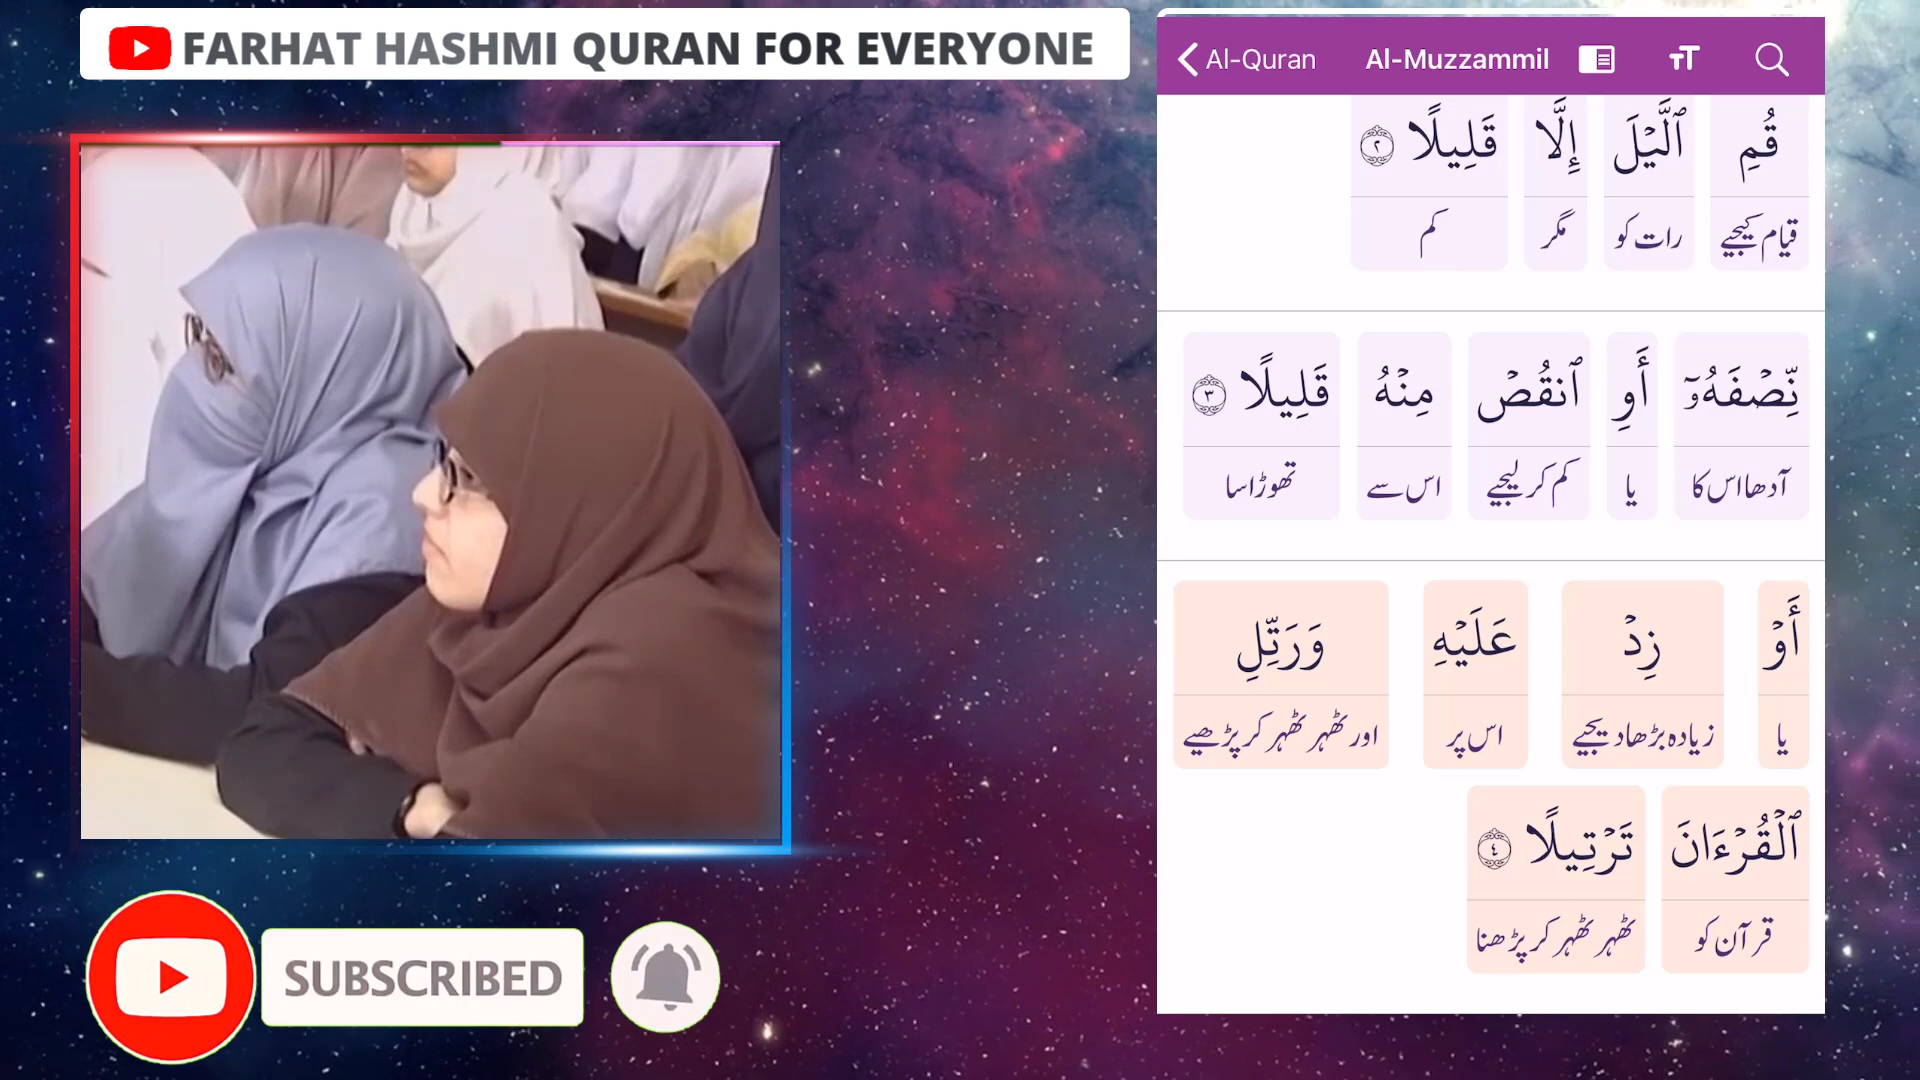 FARHAT HASHMI QURAN FOR EVERYONE
Al-Quran Al-Muzzammil
قُمِ ٱلَّيۡلَ إِلَّا قَلِيلًا ٢
قیام کیجیے رات کو مگر کم
نِّصۡفَهُۥٓ أَوِ ٱنقُصۡ مِنۡهُ قَلِيلًا ٣
آدھا اس کا یا کم کر لیجیے اس سے تھوڑا سا
أَوۡ زِدۡ عَلَيۡهِ وَرَتِّلِ
یا زیادہ بڑھا دیجیے اس پر اور ٹھہر ٹھہر کر پڑھیے
ٱلۡقُرۡءَانَ تَرۡتِيلًا ٤
قرآن کو ٹھہر ٹھہر کر پڑھنا
SUBSCRIBED